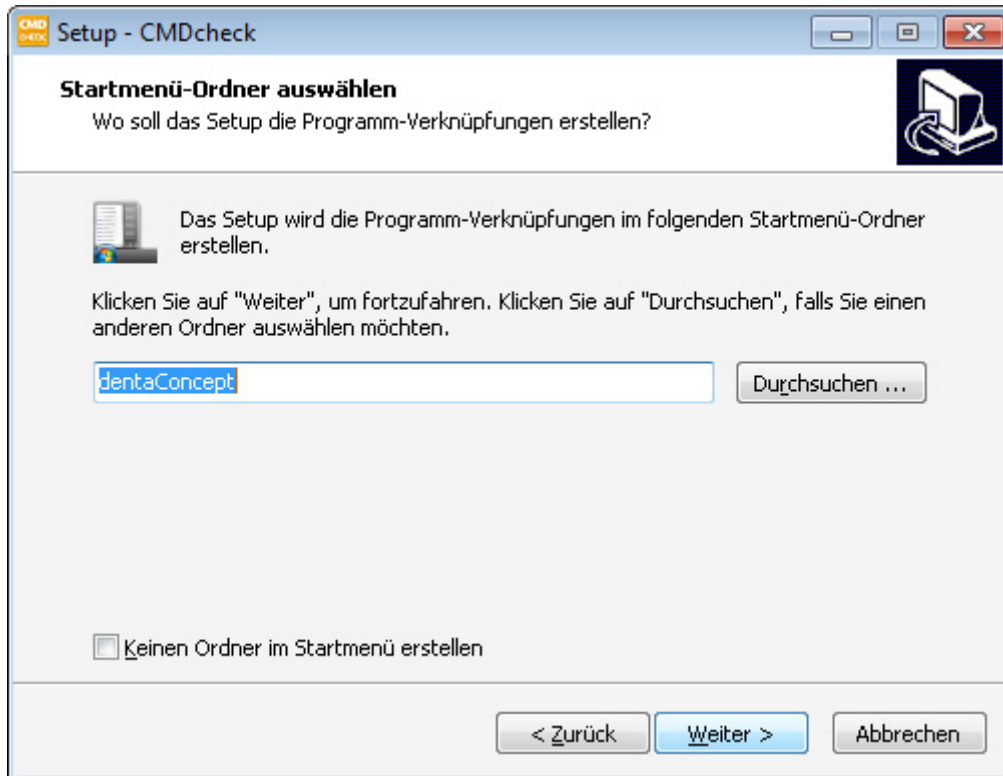 CMD
CHECK
Setup - CMDcheck
Startmenü-Ordner auswählen
Wo soll das Setup die Programm-Verknüpfungen erstellen?
Das Setup wird die Programm-Verknüpfungen im folgenden Startmenü-Ordner
erstellen.
Klicken Sie auf "Weiter", um fortzufahren. Klicken Sie auf "Durchsuchen", falls Sie einen
anderen Ordner auswählen möchten.
dentaConcept
Durchsuchen ...
Keinen Ordner im Startmenü erstellen
< Zurück
Weiter >
Abbrechen